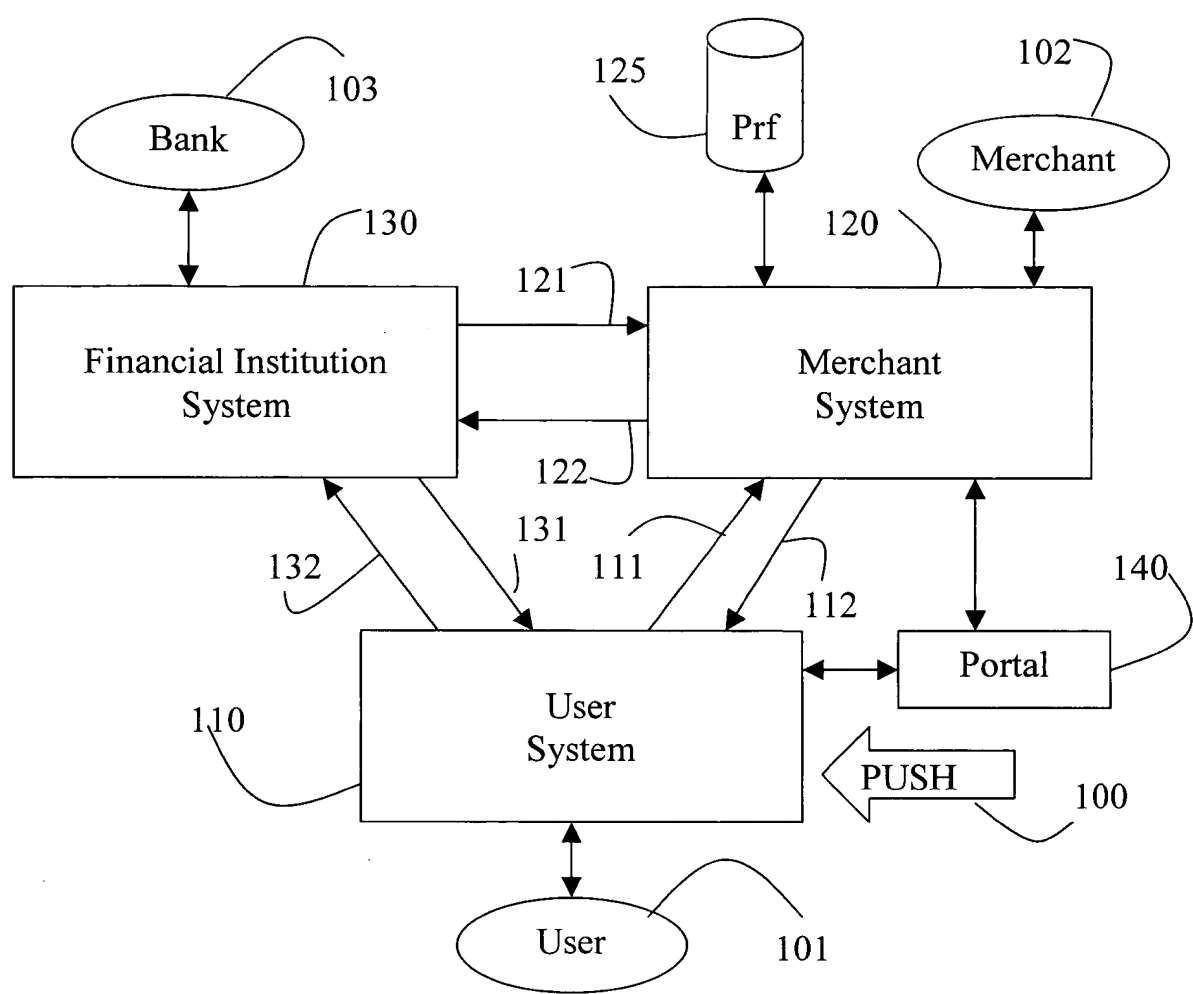 102
125
103
Prf
Bank
Merchant
130
120
121
Financial Institution
System
Merchant
System
122
131
132
111
112
140
Portal
110
User
System
PUSH
100
User
101